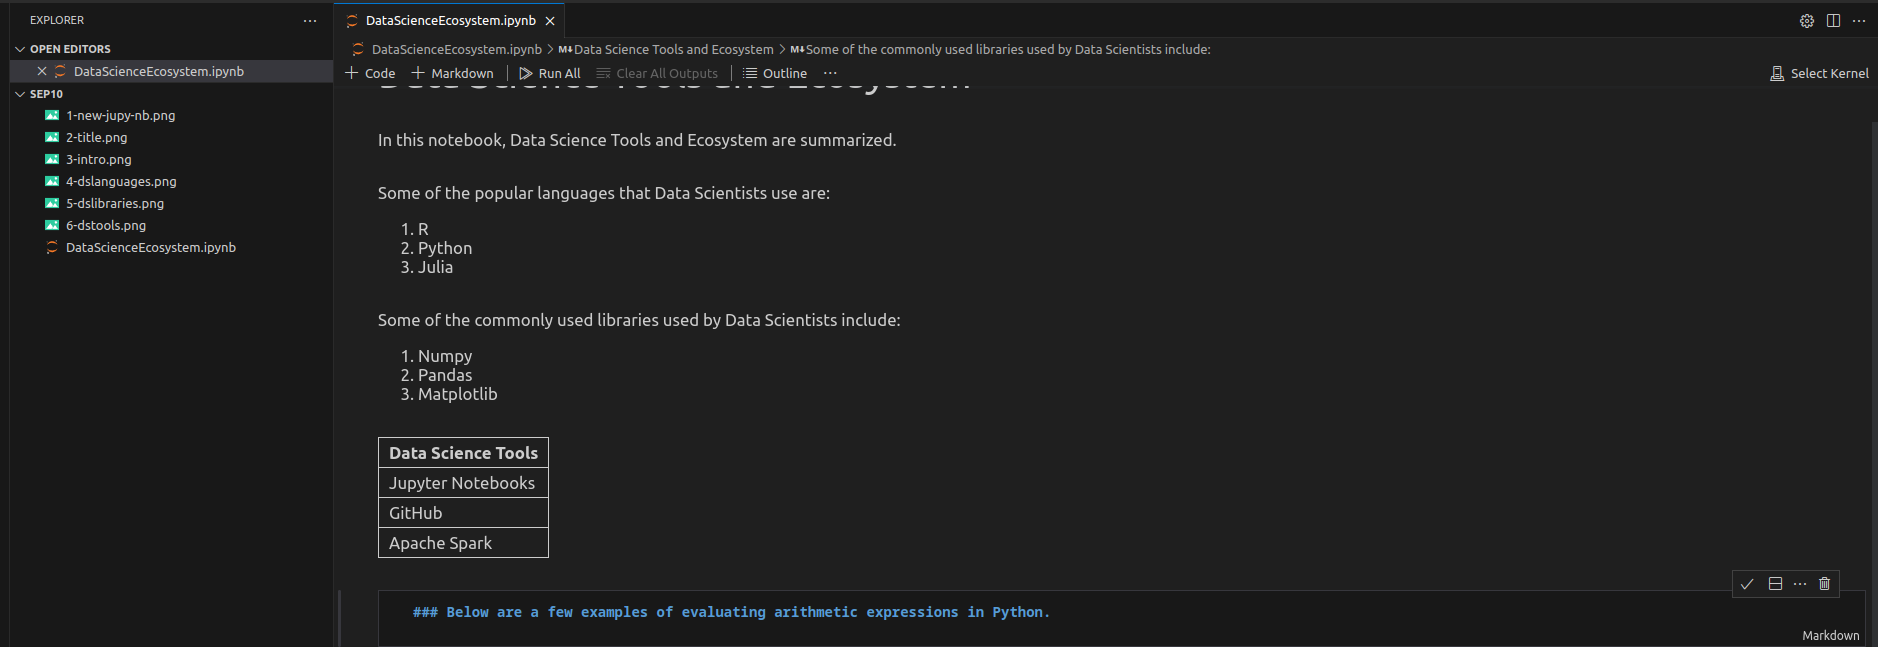 EXPLORER
OPEN EDITORS
DataScienceEcosystem.ipynb
SEP10
1-new-jupy-nb.png
2-title.png
3-intro.png
4-dslanguages.png
5-dslibraries.png
6-dstools.png
DataScienceEcosystem.ipynb
DataScienceEcosystem.ipynb
DataScienceEcosystem.ipynb > M↓Data Science Tools and Ecosystem > M↓Some of the commonly used libraries used by Data Scientists include:
+ Code + Markdown | Run All Clear All Outputs | Outline ... Select Kernel
Data Science Tools and Ecosystem
In this notebook, Data Science Tools and Ecosystem are summarized.
Some of the popular languages that Data Scientists use are:
1. R
2. Python
3. Julia
Some of the commonly used libraries used by Data Scientists include:
1. Numpy
2. Pandas
3. Matplotlib
Data Science Tools
Jupyter Notebooks
GitHub
Apache Spark
### Below are a few examples of evaluating arithmetic expressions in Python.
Markdown